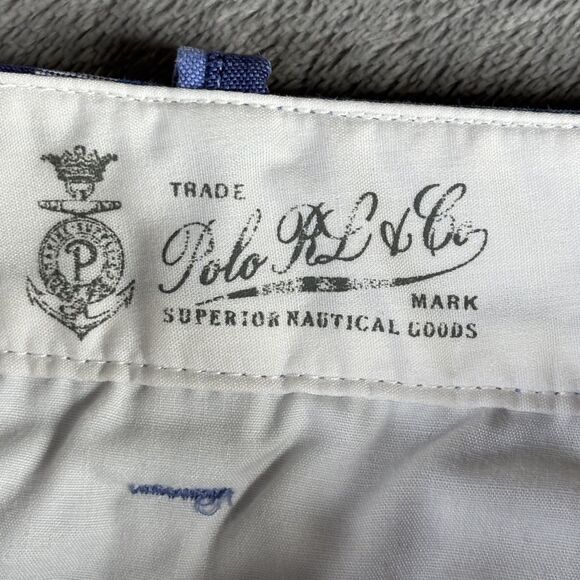 TRADE
Polo RL & Co
MARK
SUPERIOR NAUTICAL GOODS
P